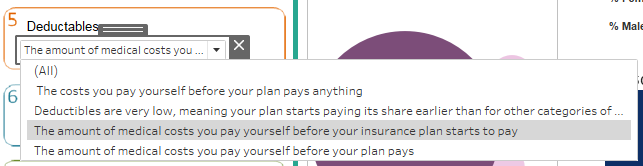 % Fem
5
Deductables
% Male
The amount of medical costs you ...
(All)
The costs you pay yourself before your plan pays anything
Deductibles are very low, meaning your plan starts paying its share earlier than for other categories of ...
6
The amount of medical costs you pay yourself before your insurance plan starts to pay
The amount of medical costs you pay yourself before your plan pays